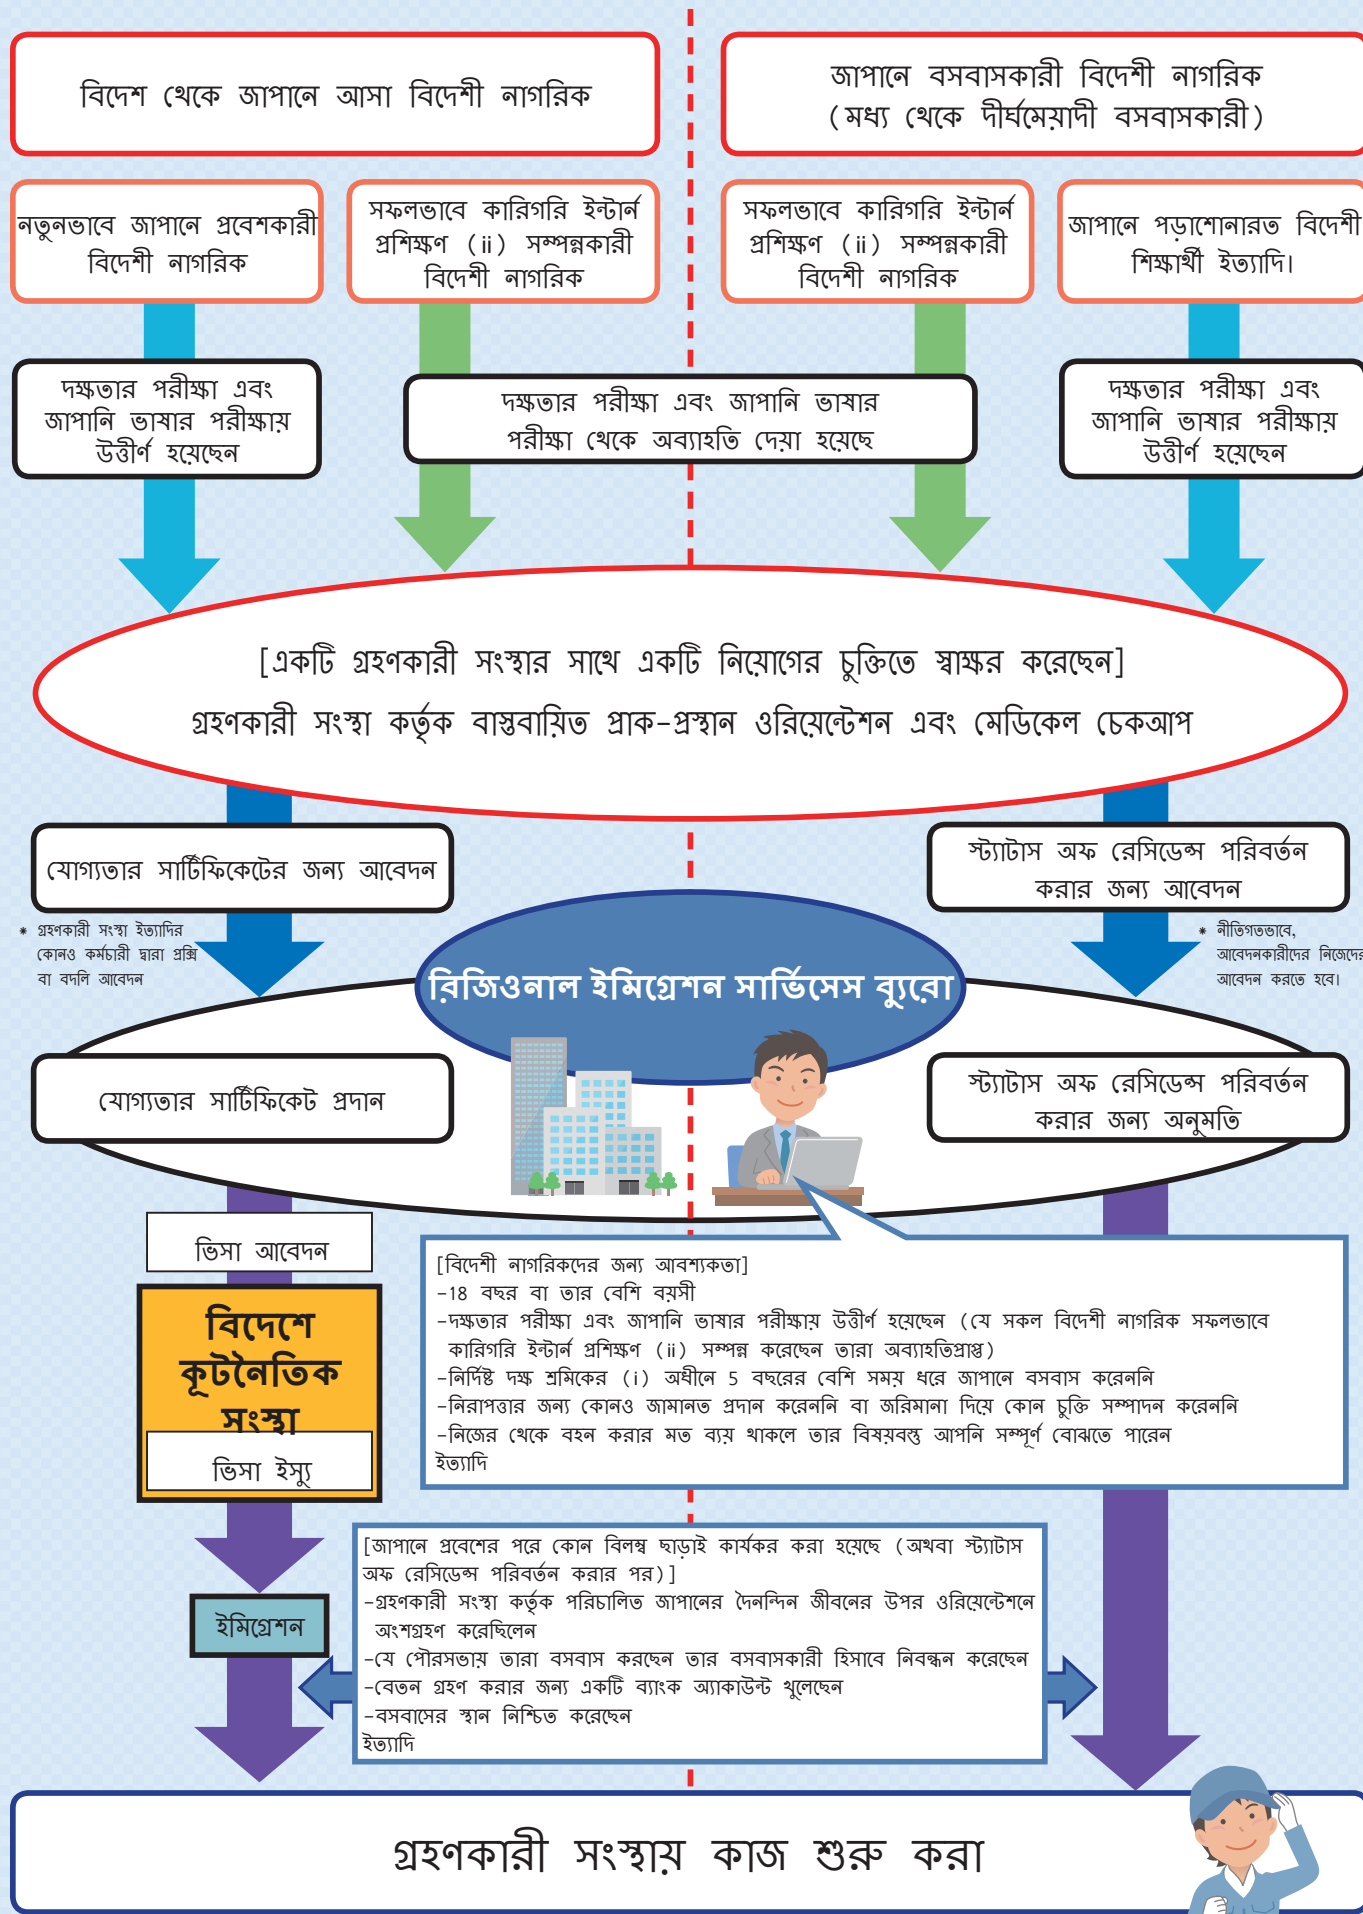 বিদেশ থেকে জাপানে আসা বিদেশী নাগরিক
জাপানে বসবাসকারী বিদেশী নাগরিক
(মধ্য থেকে দীর্ঘমেয়াদী বসবাসকারী)
নতুনভাবে জাপানে প্রবেশকারী
বিদেশী নাগরিক
সফলভাবে কারিগরি ইন্টার্ন
প্রশিক্ষণ (ii) সম্পন্নকারী
বিদেশী নাগরিক
সফলভাবে কারিগরি ইন্টার্ন
প্রশিক্ষণ (ii) সম্পন্নকারী
বিদেশী নাগরিক
জাপানে পড়াশোনারত বিদেশী
শিক্ষার্থী ইত্যাদি।
দক্ষতার পরীক্ষা এবং
জাপানি ভাষার পরীক্ষায়
উত্তীর্ণ হয়েছেন
দক্ষতার পরীক্ষা এবং জাপানি ভাষার
পরীক্ষা থেকে অব্যাহতি দেয়া হয়েছে
দক্ষতার পরীক্ষা এবং
জাপানি ভাষার পরীক্ষায়
উত্তীর্ণ হয়েছেন
[একটি গ্রহণকারী সংস্থার সাথে একটি নিয়োগের চুক্তিতে স্বাক্ষর করেছেন]
গ্রহণকারী সংস্থা কর্তৃক বাস্তবায়িত প্রাক-প্রস্থান ওরিয়েন্টেশন এবং মেডিকেল চেকআপ
যোগ্যতার সার্টিফিকেটের জন্য আবেদন
* গ্রহণকারী সংস্থা ইত্যাদির
কোনও কর্মচারী দ্বারা প্রক্সি
বা বদলি আবেদন
স্ট্যাটাস অফ রেসিডেন্স পরিবর্তন
করার জন্য আবেদন
* নীতিগতভাবে,
আবেদনকারীদের নিজেদের
আবেদন করতে হবে।
রিজিওনাল ইমিগ্রেশন সার্ভিসেস ব্যুরো
যোগ্যতার সার্টিফিকেট প্রদান
স্ট্যাটাস অফ রেসিডেন্স পরিবর্তন
করার জন্য অনুমতি
ভিসা আবেদন
বিদেশে
কূটনৈতিক
সংস্থা
ভিসা ইস্যু
[বিদেশী নাগরিকদের জন্য আবশ্যকতা]
-18 বছর বা তার বেশি বয়সী
-দক্ষতার পরীক্ষা এবং জাপানি ভাষার পরীক্ষায় উত্তীর্ণ হয়েছেন (যে সকল বিদেশী নাগরিক সফলভাবে
কারিগরি ইন্টার্ন প্রশিক্ষণ (ii) সম্পন্ন করেছেন তারা অব্যাহতিপ্রাপ্ত)
-নির্দিষ্ট দক্ষ শ্রমিকের (i) অধীনে 5 বছরের বেশি সময় ধরে জাপানে বসবাস করেননি
-নিরাপত্তার জন্য কোনও জামানত প্রদান করেননি বা জরিমানা দিয়ে কোন চুক্তি সম্পাদন করেননি
-নিজের থেকে বহন করার মত ব্যয় থাকলে তার বিষয়বস্তু আপনি সম্পূর্ণ বোঝতে পারেন
ইত্যাদি
[জাপানে প্রবেশের পরে কোন বিলম্ব ছাড়াই কার্যকর করা হয়েছে (অথবা স্ট্যাটাস
অফ রেসিডেন্স পরিবর্তন করার পর)]
-গ্রহণকারী সংস্থা কর্তৃক পরিচালিত জাপানের দৈনন্দিন জীবনের উপর ওরিয়েন্টেশনে
অংশগ্রহণ করেছিলেন
-যে পৌরসভায় তারা বসবাস করছেন তার বসবাসকারী হিসাবে নিবন্ধন করেছেন
-বেতন গ্রহণ করার জন্য একটি ব্যাংক অ্যাকাউন্ট খুলেছেন
-বসবাসের স্থান নিশ্চিত করেছেন
ইত্যাদি
ইমিগ্রেশন
গ্রহণকারী সংস্থায় কাজ শুরু করা